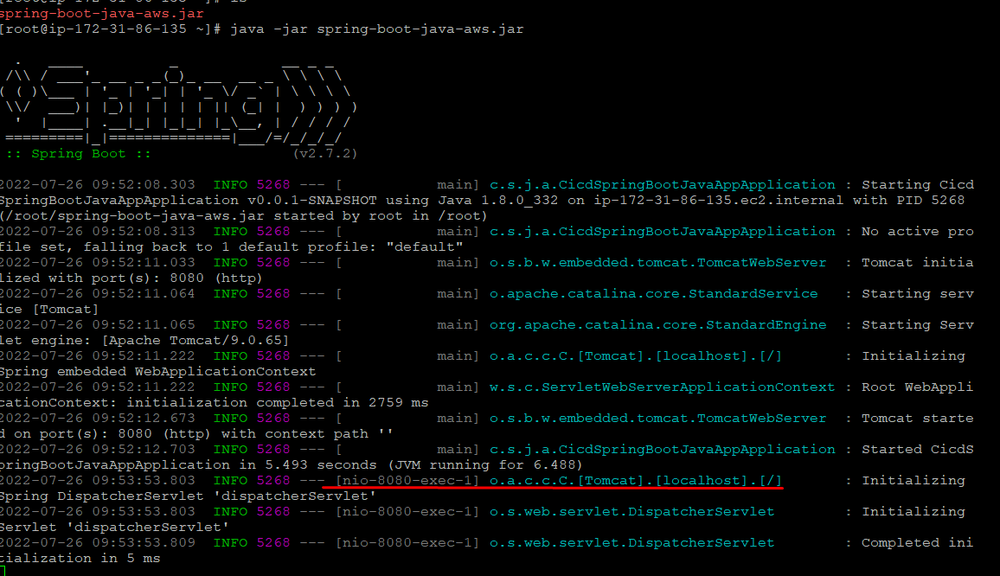 spring-boot-java-aws.jar
[root@ip-172-31-86-135 ~]# java -jar spring-boot-java-aws.jar
  .   ____          _            __ _ _
 /\\ / ___'_ __ _ _(_)_ __  __ _ \ \ \ \
( ( )\___ | '_ | '_| | '_ \/ _` | \ \ \ \
 \\/  ___)| |_)| | | | | || (_| |  ) ) ) )
  '  |____| .__|_| |_|_| |_\__, | / / / /
 =========|_|==============|___/=/_/_/_/
 :: Spring Boot ::                (v2.7.2)
2022-07-26 09:52:08.303  INFO 5268 --- [           main] c.s.j.a.CicdSpringBootJavaAppApplication : Starting Cicd
SpringBootJavaAppApplication v0.0.1-SNAPSHOT using Java 1.8.0_332 on ip-172-31-86-135.ec2.internal with PID 5268
(/root/spring-boot-java-aws.jar started by root in /root)
2022-07-26 09:52:08.313  INFO 5268 --- [           main] c.s.j.a.CicdSpringBootJavaAppApplication : No active pro
file set, falling back to 1 default profile: "default"
2022-07-26 09:52:11.033  INFO 5268 --- [           main] o.s.b.w.embedded.tomcat.TomcatWebServer  : Tomcat initia
lized with port(s): 8080 (http)
2022-07-26 09:52:11.064  INFO 5268 --- [           main] o.apache.catalina.core.StandardService   : Starting serv
ice [Tomcat]
2022-07-26 09:52:11.065  INFO 5268 --- [           main] org.apache.catalina.core.StandardEngine  : Starting Serv
let engine: [Apache Tomcat/9.0.65]
2022-07-26 09:52:11.222  INFO 5268 --- [           main] o.a.c.c.C.[Tomcat].[localhost].[/]       : Initializing
Spring embedded WebApplicationContext
2022-07-26 09:52:11.222  INFO 5268 --- [           main] w.s.c.ServletWebServerApplicationContext : Root WebAppli
cationContext: initialization completed in 2759 ms
2022-07-26 09:52:12.673  INFO 5268 --- [           main] o.s.b.w.embedded.tomcat.TomcatWebServer  : Tomcat starte
d on port(s): 8080 (http) with context path ''
2022-07-26 09:52:12.703  INFO 5268 --- [           main] c.s.j.a.CicdSpringBootJavaAppApplication : Started CicdS
pringBootJavaAppApplication in 5.493 seconds (JVM running for 6.488)
2022-07-26 09:53:53.803  INFO 5268 --- [nio-8080-exec-1] o.a.c.c.C.[Tomcat].[localhost].[/]       : Initializing
Spring DispatcherServlet 'dispatcherServlet'
2022-07-26 09:53:53.803  INFO 5268 --- [nio-8080-exec-1] o.s.web.servlet.DispatcherServlet        : Initializing
Servlet 'dispatcherServlet'
2022-07-26 09:53:53.809  INFO 5268 --- [nio-8080-exec-1] o.s.web.servlet.DispatcherServlet        : Completed ini
tialization in 5 ms